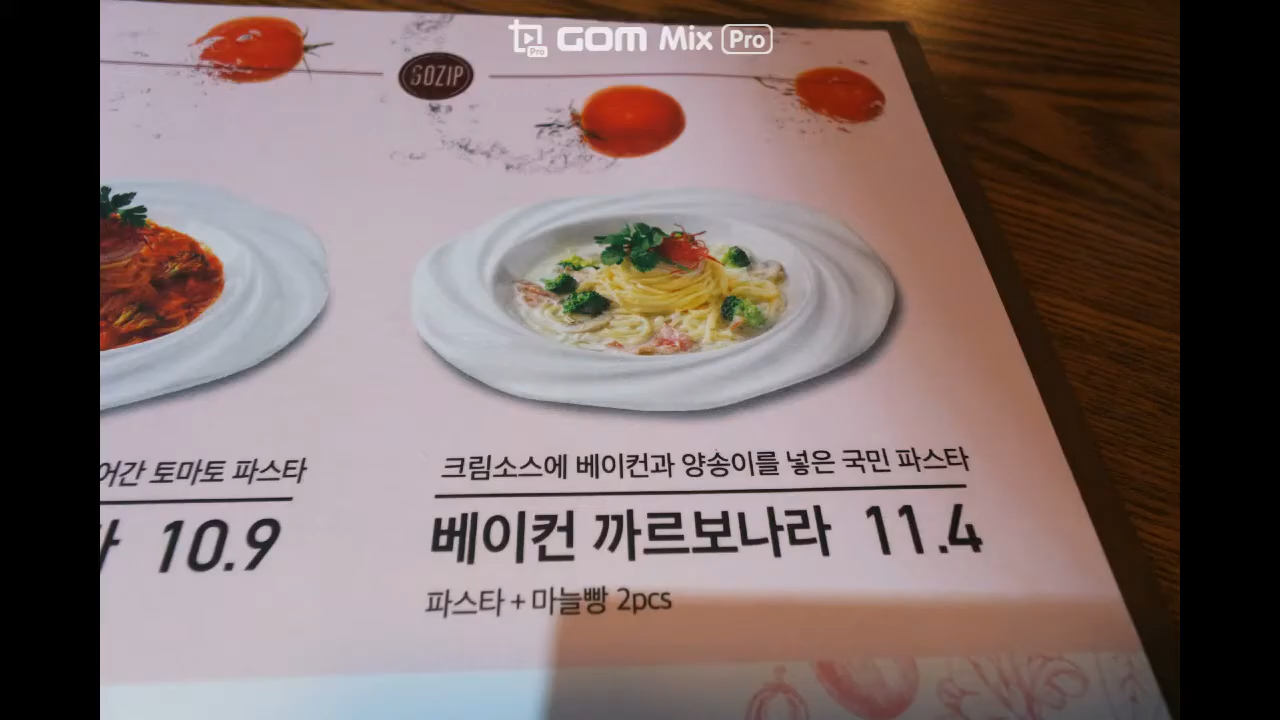 GOM Mix Pro
SOZIP
어간 토마토 파스타
10.9
크림소스에 베이컨과 양송이를 넣은 국민 파스타
베이컨 까르보나라 11.4
파스타 + 마늘빵 2pcs